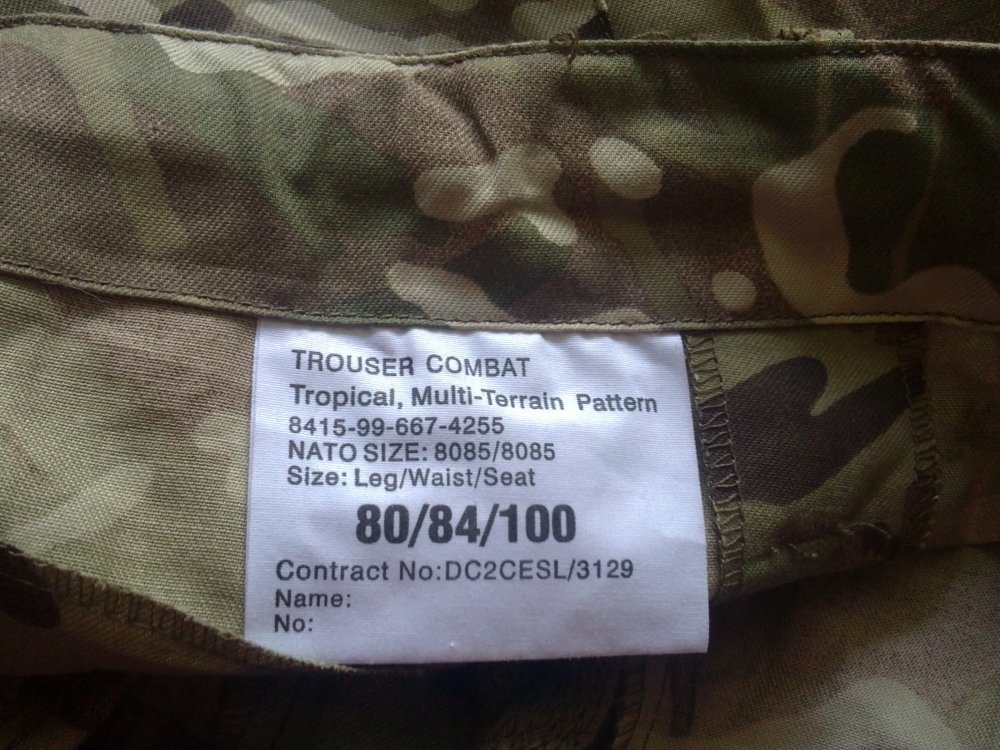 TROUSER COMBAT
Tropical, Multi-Terrain Pattern
8415-99-667-4255
NATO SIZE: 8085/8085
Size: Leg/Waist/Seat
80/84/100
Contract No:DC2CESL/3129
Name:
No: